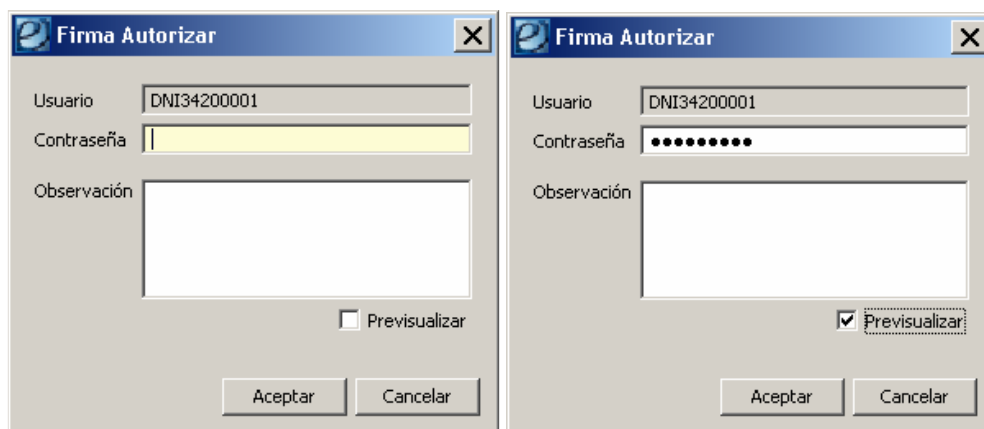 Firma Autorizar
Usuario DNI34200001
Contraseña
Observación
Previsualizar
Aceptar Cancelar
Firma Autorizar
Usuario DNI34200001
Contraseña •••••••••
Observación
Previsualizar
Aceptar Cancelar